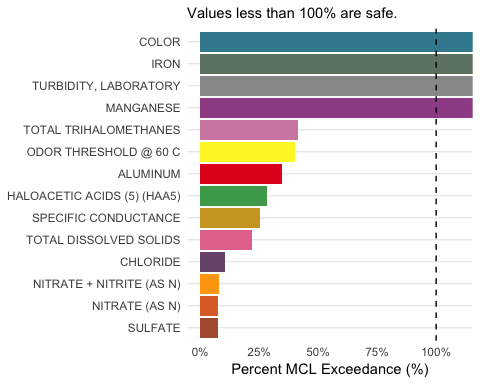 Values less than 100% are safe.
COLOR
IRON
TURBIDITY, LABORATORY
MANGANESE
TOTAL TRIHALOMETHANES
ODOR THRESHOLD @ 60 C
ALUMINUM
HALOACETIC ACIDS (5) (HAA5)
SPECIFIC CONDUCTANCE
TOTAL DISSOLVED SOLIDS
CHLORIDE
NITRATE + NITRITE (AS N)
NITRATE (AS N)
SULFATE
0% 25% 50% 75% 100%
Percent MCL Exceedance (%)